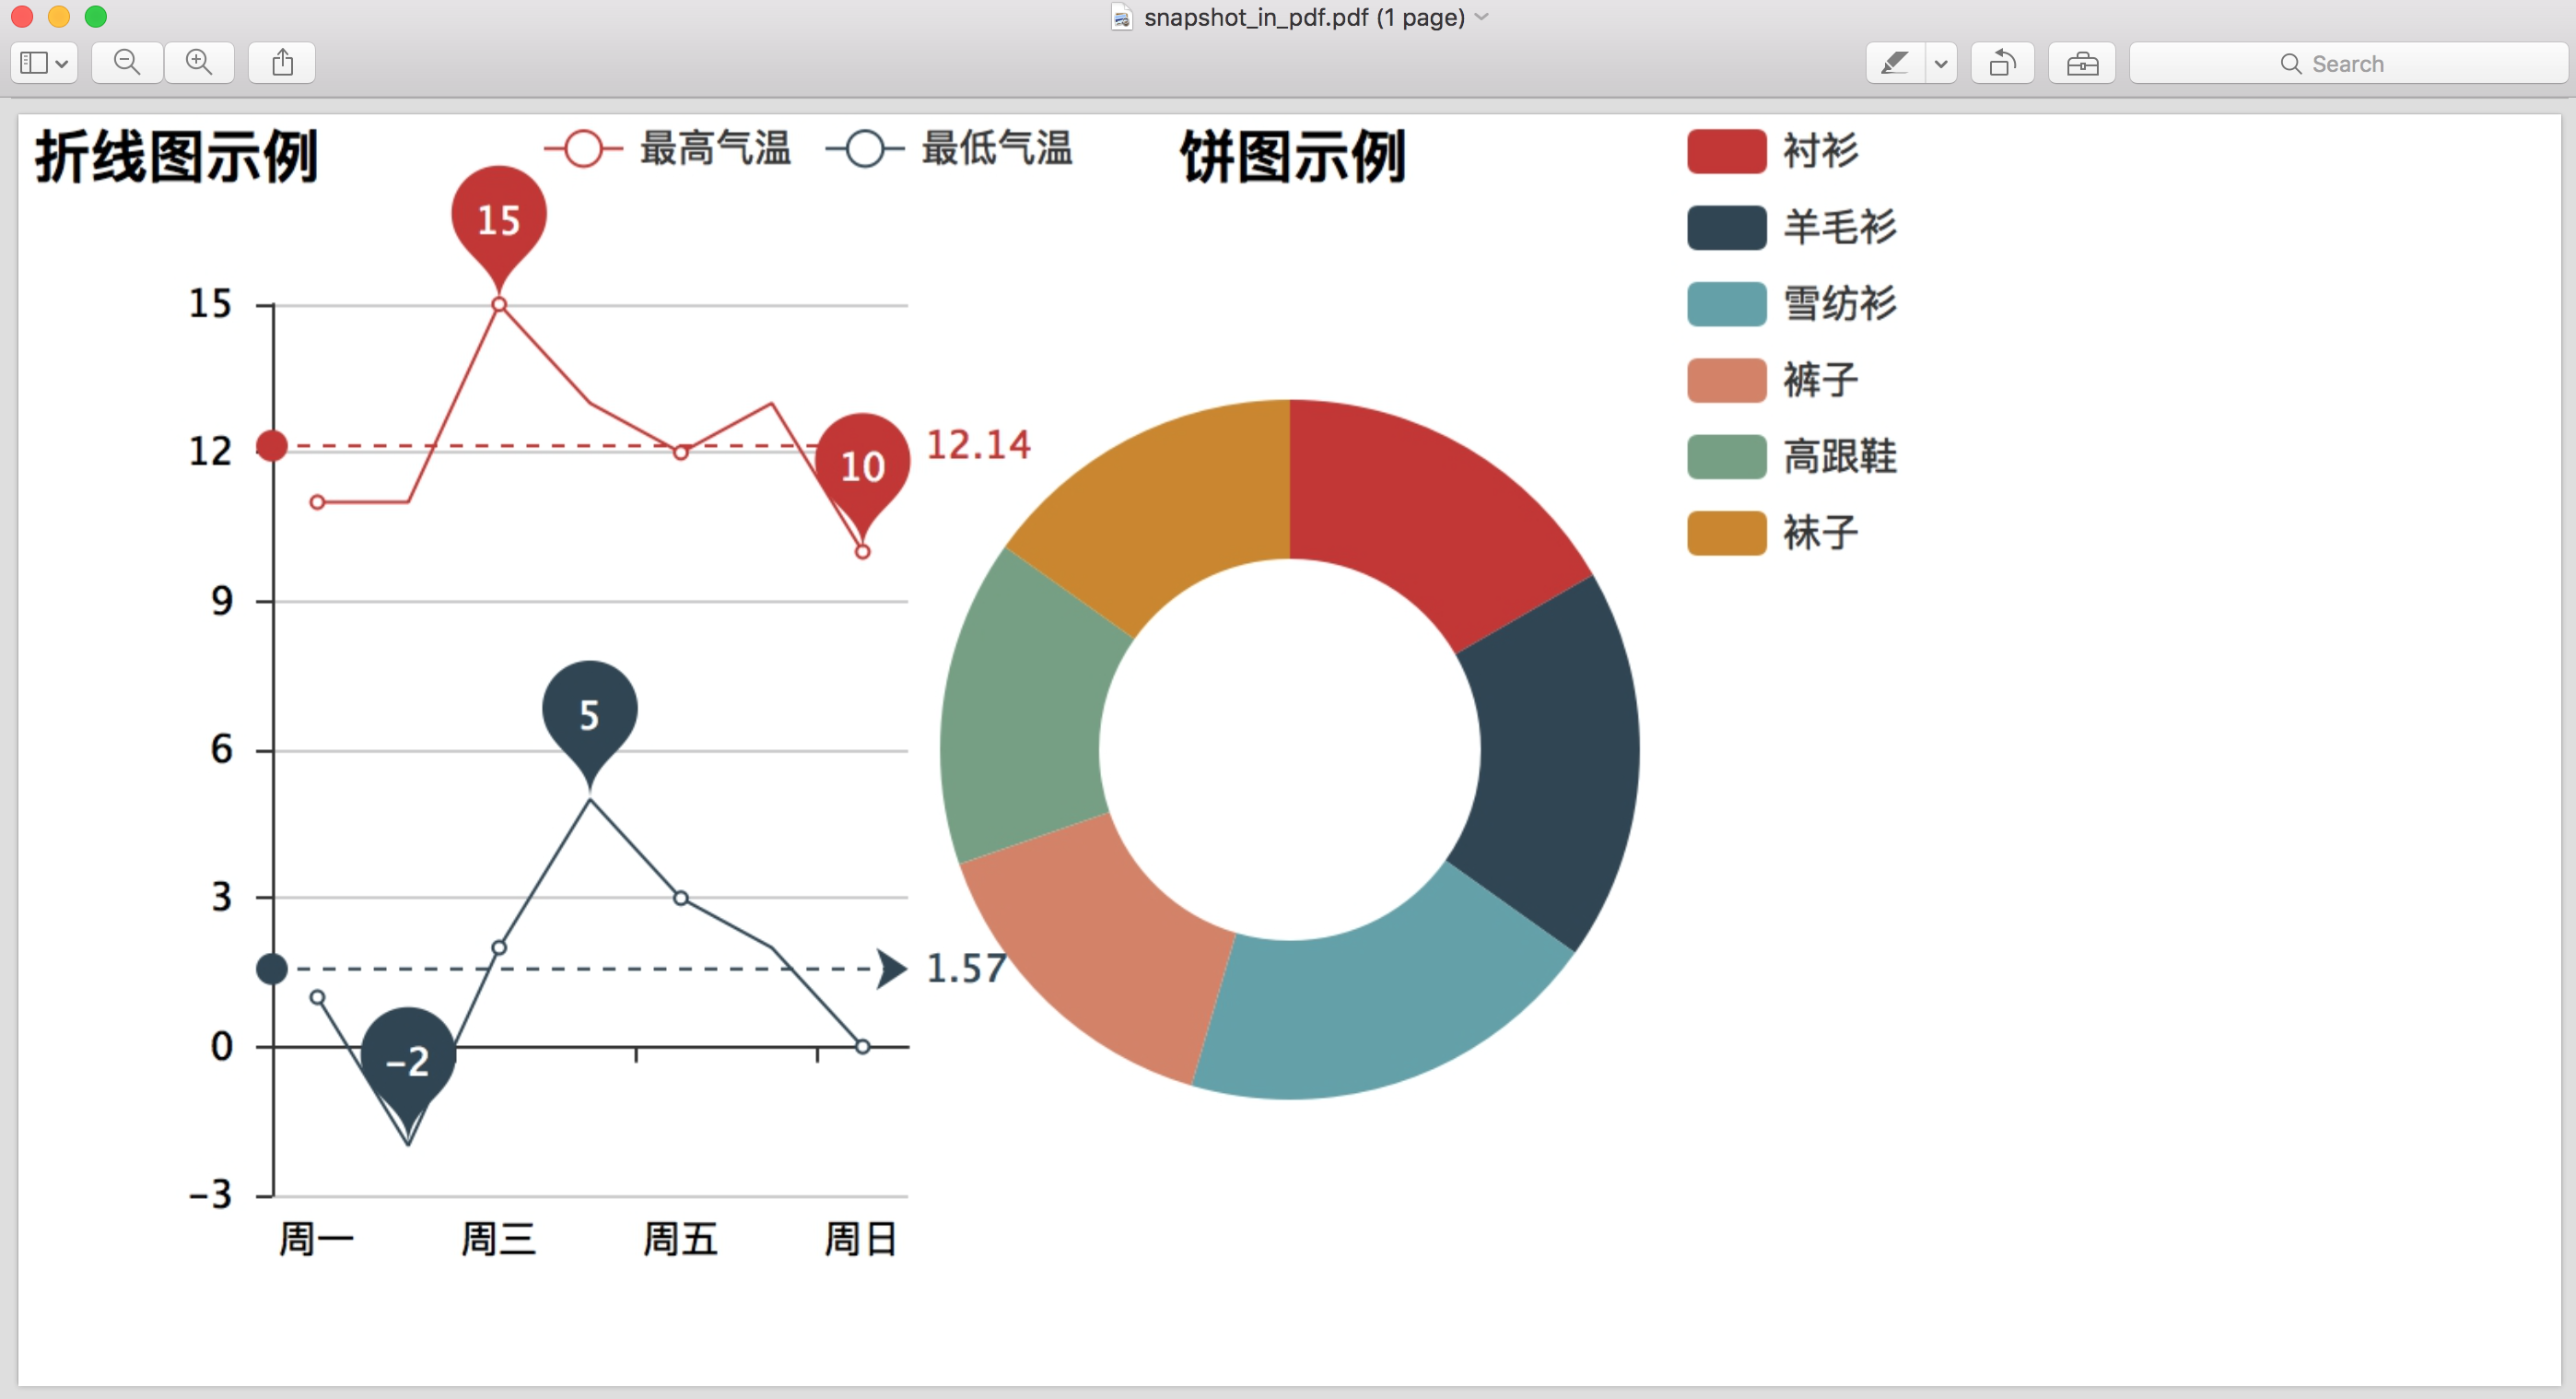 snapshot_in_pdf.pdf (1 page)
Search
折线图示例
最高气温
最低气温
15
15
12
12.14
10
9
6
5
3
1.57
0
-2
-3
周一
周三
周五
周日
饼图示例
衬衫
羊毛衫
雪纺衫
裤子
高跟鞋
袜子